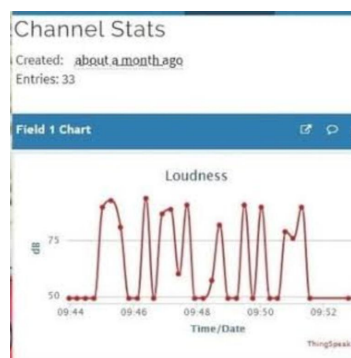 Channel Stats
Created: about a month ago
Entries: 33
Field 1 Chart
Loudness
dB
75
50
09:44 09:46 09:48 09:50 09:52
Time/Date
ThingSpeak